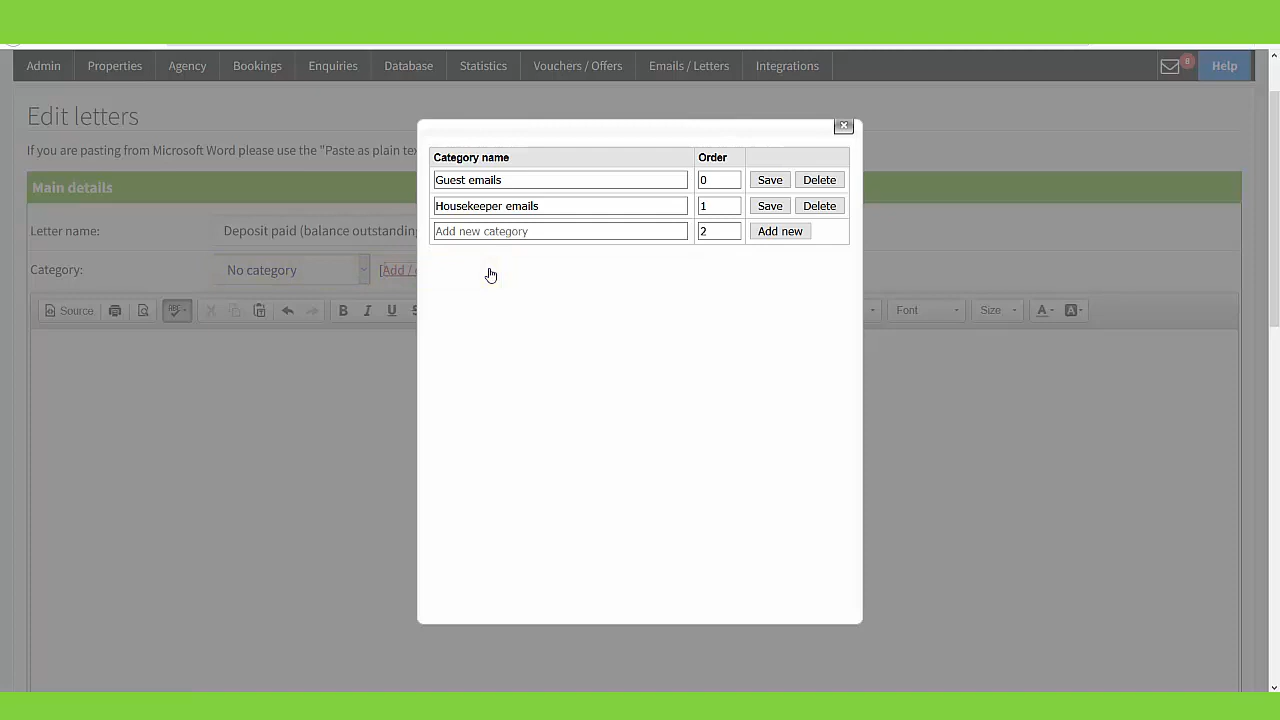 Admin Properties Agency Bookings Enquiries Database Statistics Vouchers / Offers Emails / Letters Integrations 8 Help
Edit letters
If you are pasting from Microsoft Word please use the "Paste as plain
Main details
Letter name: Deposit paid (balance outstanding
Category: No category [Add /
Source ABC B I U S Font Size A A
x
Category name Order
Guest emails 0 Save Delete
Housekeeper emails 1 Save Delete
Add new category 2 Add new